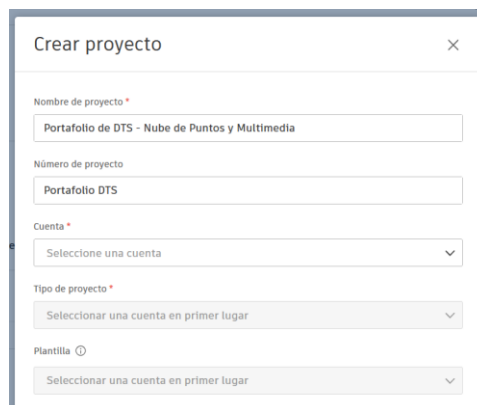 Crear proyecto
Nombre de proyecto *
Portafolio de DTS - Nube de Puntos y Multimedia
Número de proyecto
Portafolio DTS
Cuenta *
Seleccione una cuenta
Tipo de proyecto *
Seleccionar una cuenta en primer lugar
Plantilla
Seleccionar una cuenta en primer lugar